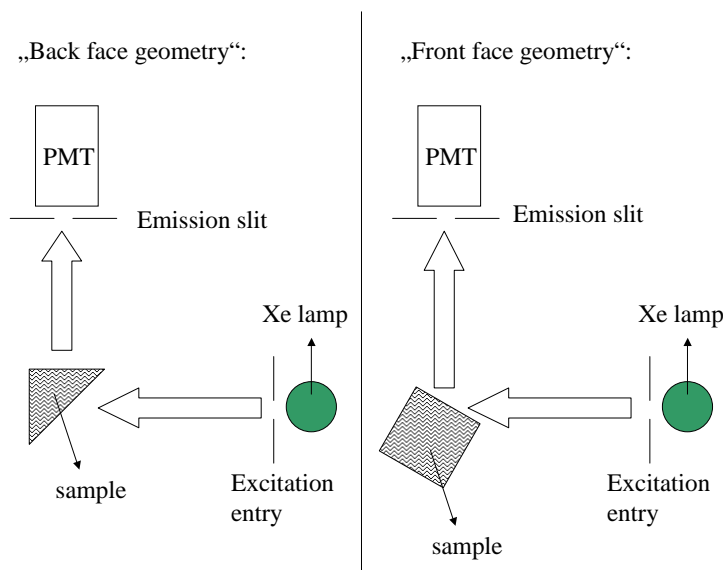 „Back face geometry“:
PMT
Emission slit
Xe lamp
sample
Excitation
entry
„Front face geometry“:
PMT
Emission slit
Xe lamp
Excitation
entry
sample